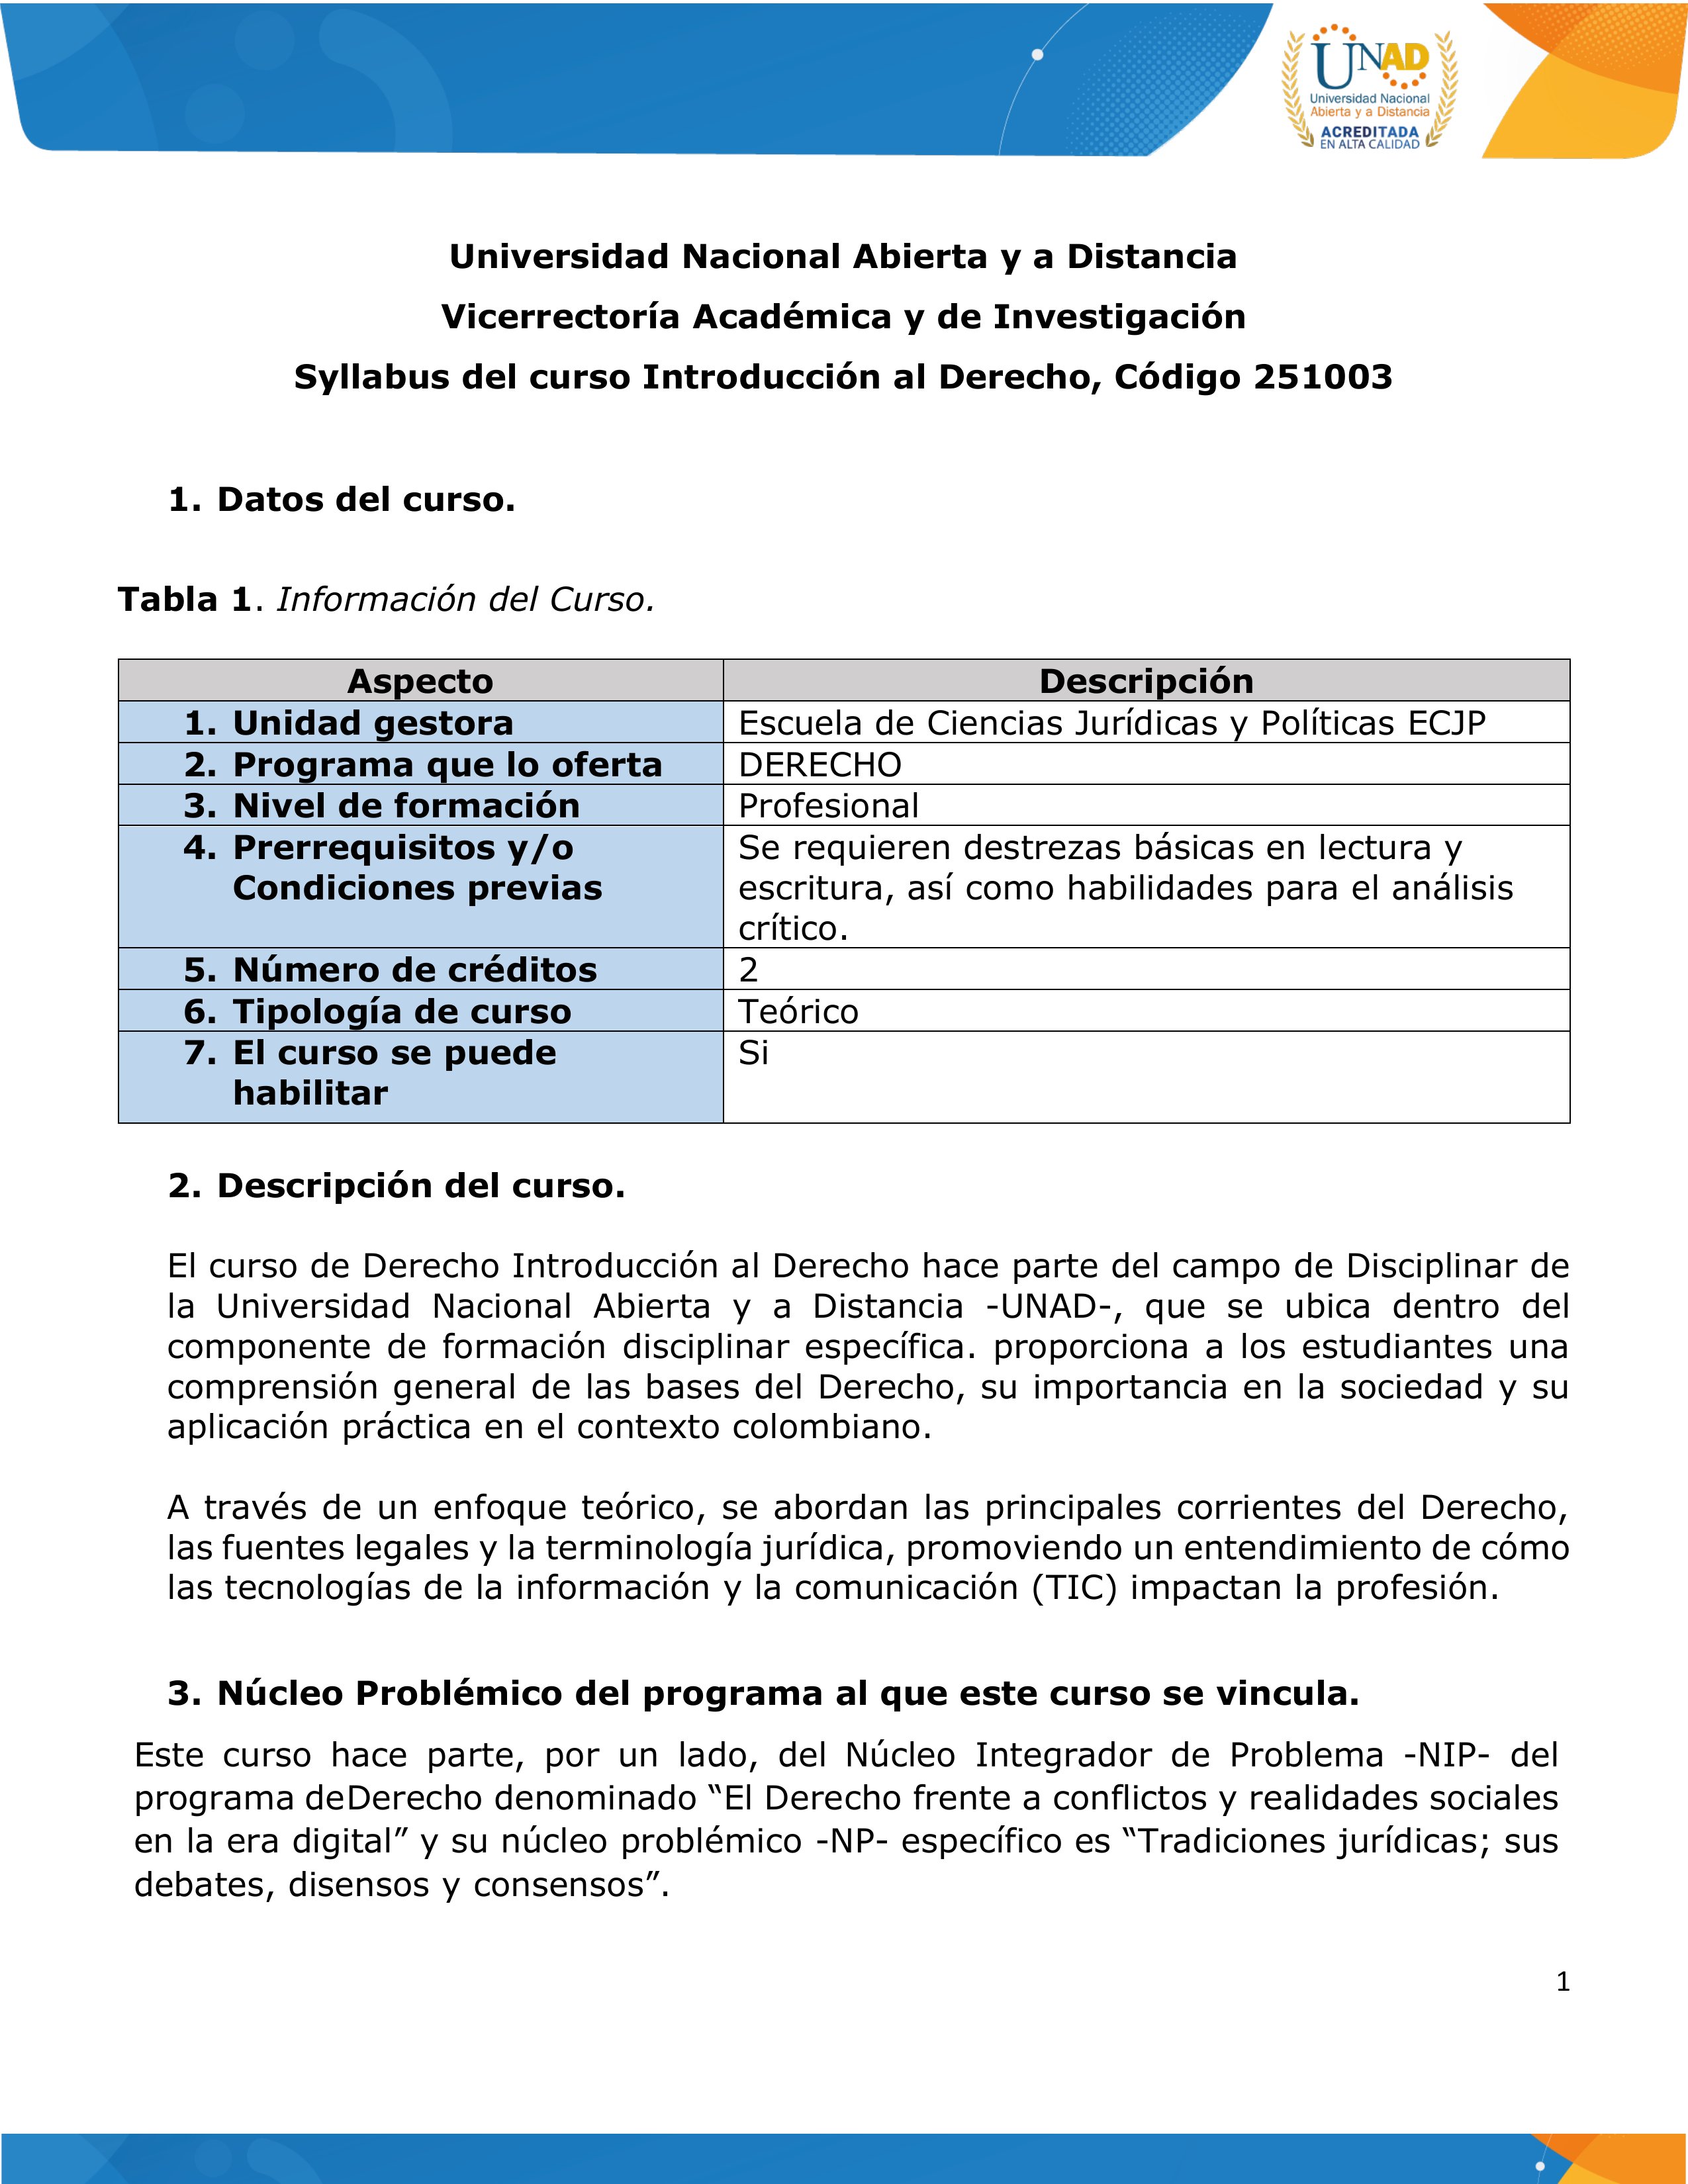 UNAD
Universidad Nacional
Abierta y a Distancia
ACREDITADA
EN ALTA CALIDAD
Universidad Nacional Abierta y a Distancia
Vicerrectoría Académica y de Investigación
Syllabus del curso Introducción al Derecho, Código 251003
1. Datos del curso.
Tabla 1. Información del Curso.
Aspecto Descripción
1. Unidad gestora Escuela de Ciencias Jurídicas y Políticas ECJP
2. Programa que lo oferta DERECHO
3. Nivel de formación Profesional
4. Prerrequisitos y/o Se requieren destrezas básicas en lectura y
Condiciones previas escritura, así como habilidades para el análisis
crítico.
5. Número de créditos 2
6. Tipología de curso Teórico
7. El curso se puede Si
habilitar
2. Descripción del curso.
El curso de Derecho Introducción al Derecho hace parte del campo de Disciplinar de
la Universidad Nacional Abierta y a Distancia -UNAD-, que se ubica dentro del
componente de formación disciplinar específica. proporciona a los estudiantes una
comprensión general de las bases del Derecho, su importancia en la sociedad y su
aplicación práctica en el contexto colombiano.
A través de un enfoque teórico, se abordan las principales corrientes del Derecho,
las fuentes legales y la terminología jurídica, promoviendo un entendimiento de cómo
las tecnologías de la información y la comunicación (TIC) impactan la profesión.
3. Núcleo Problémico del programa al que este curso se vincula.
Este curso hace parte, por un lado, del Núcleo Integrador de Problema -NIP- del
programa deDerecho denominado “El Derecho frente a conflictos y realidades sociales
en la era digital” y su núcleo problémico -NP- específico es “Tradiciones jurídicas; sus
debates, disensos y consensos”.
1